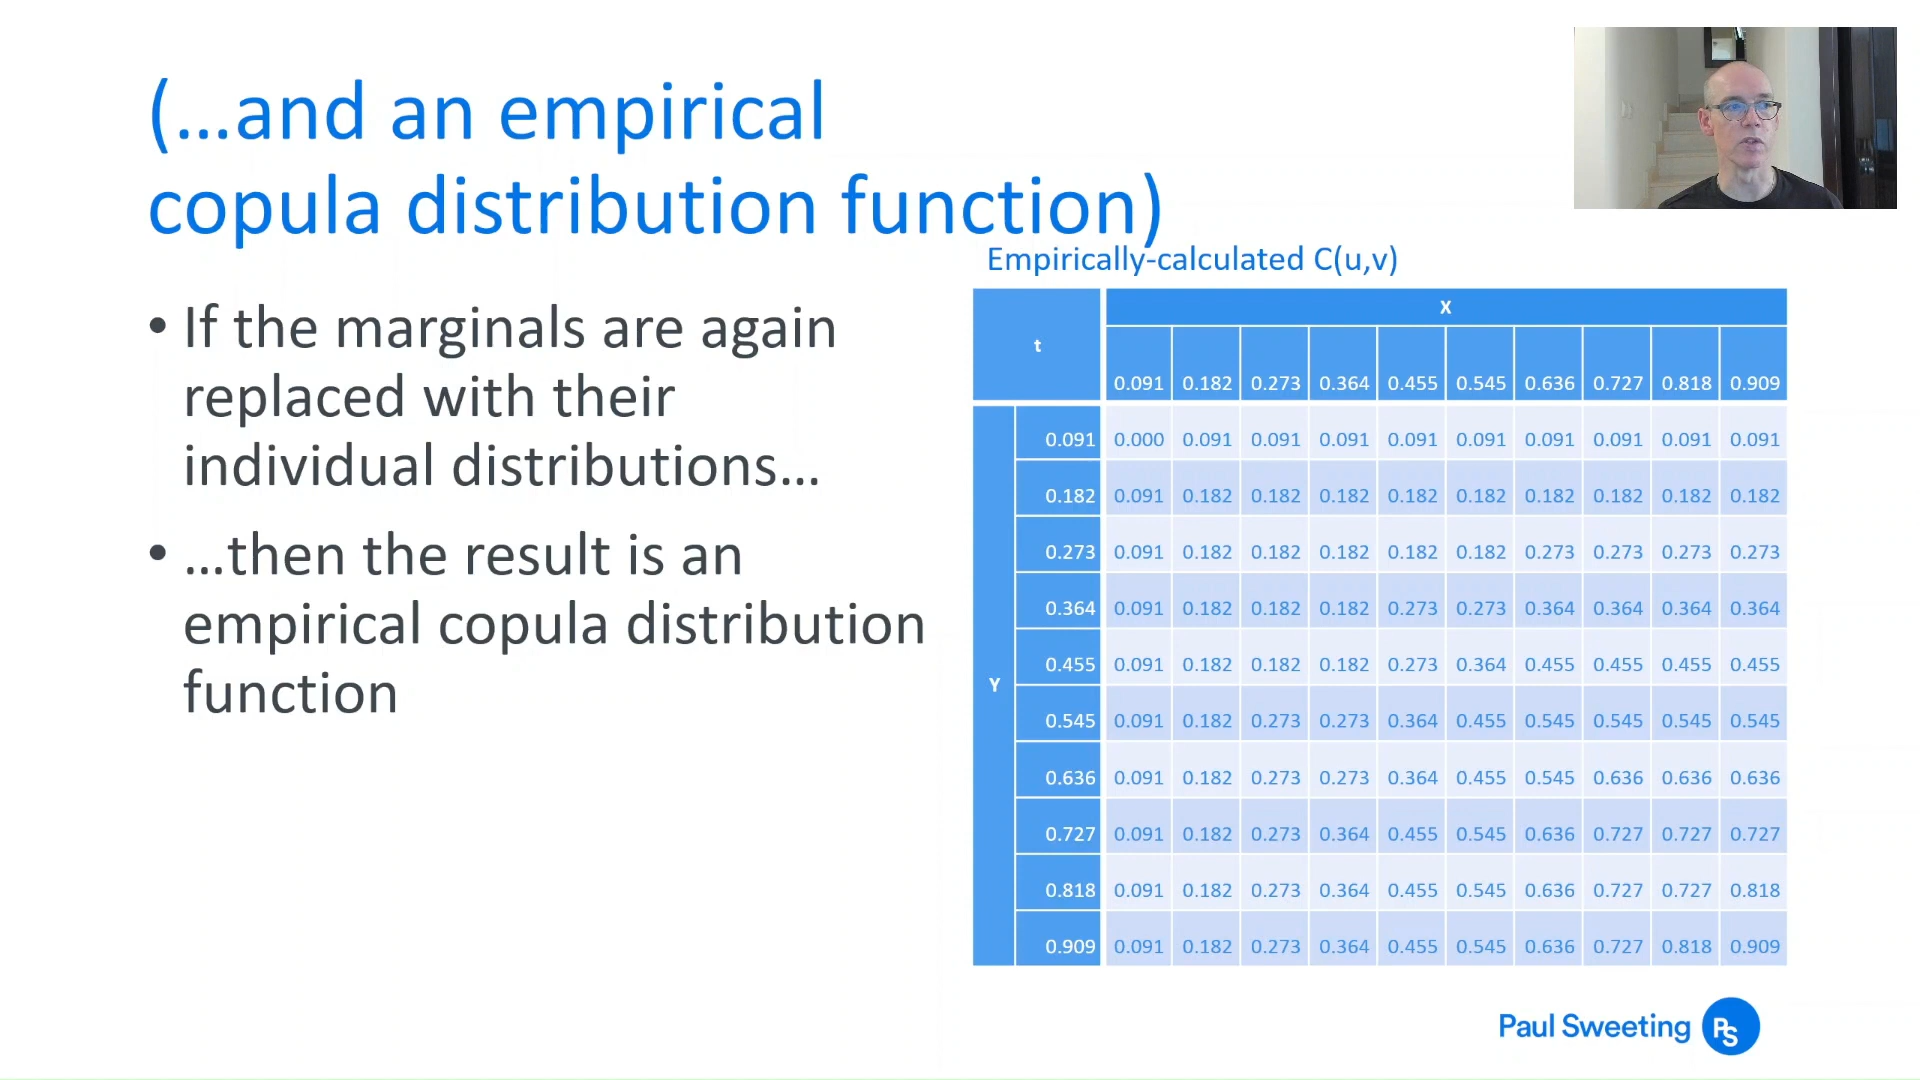 (...and an empirical
copula distribution function)
• If the marginals are again
replaced with their
individual distributions...
• ...then the result is an
empirical copula distribution
function
Empirically-calculated C(u,v)
t X
0.091 0.182 0.273 0.364 0.455 0.545 0.636 0.727 0.818 0.909
Y
0.091 0.000 0.091 0.091 0.091 0.091 0.091 0.091 0.091 0.091 0.091
0.182 0.091 0.182 0.182 0.182 0.182 0.182 0.182 0.182 0.182 0.182
0.273 0.091 0.182 0.182 0.182 0.182 0.182 0.273 0.273 0.273 0.273
0.364 0.091 0.182 0.182 0.182 0.273 0.273 0.364 0.364 0.364 0.364
0.455 0.091 0.182 0.182 0.182 0.273 0.364 0.455 0.455 0.455 0.455
0.545 0.091 0.182 0.273 0.273 0.364 0.455 0.545 0.545 0.545 0.545
0.636 0.091 0.182 0.273 0.273 0.364 0.455 0.545 0.636 0.636 0.636
0.727 0.091 0.182 0.273 0.364 0.455 0.545 0.636 0.727 0.727 0.727
0.818 0.091 0.182 0.273 0.364 0.455 0.545 0.636 0.727 0.727 0.818
0.909 0.091 0.182 0.273 0.364 0.455 0.545 0.636 0.727 0.818 0.909
Paul Sweeting PS